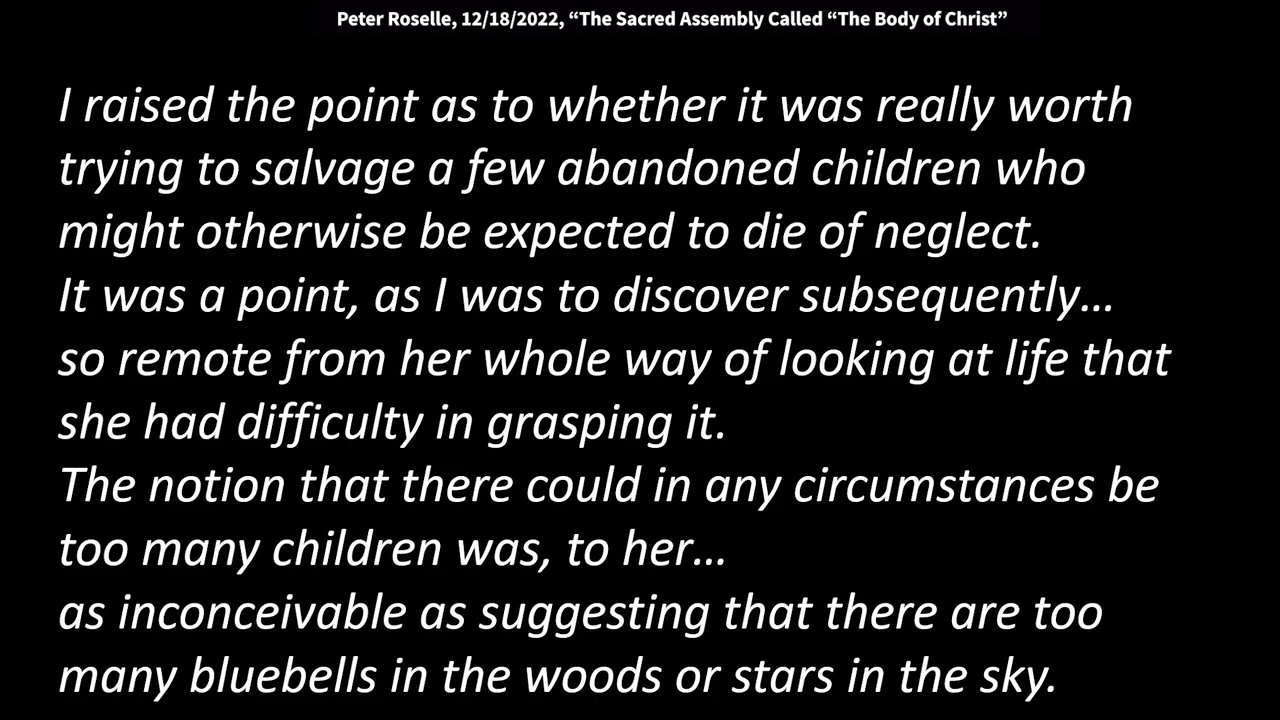 Peter Roselle, 12/18/2022, “The Sacred Assembly Called “The Body of Christ”
I raised the point as to whether it was really worth
trying to salvage a few abandoned children who
might otherwise be expected to die of neglect.
It was a point, as I was to discover subsequently…
so remote from her whole way of looking at life that
she had difficulty in grasping it.
The notion that there could in any circumstances be
too many children was, to her…
as inconceivable as suggesting that there are too
many bluebells in the woods or stars in the sky.